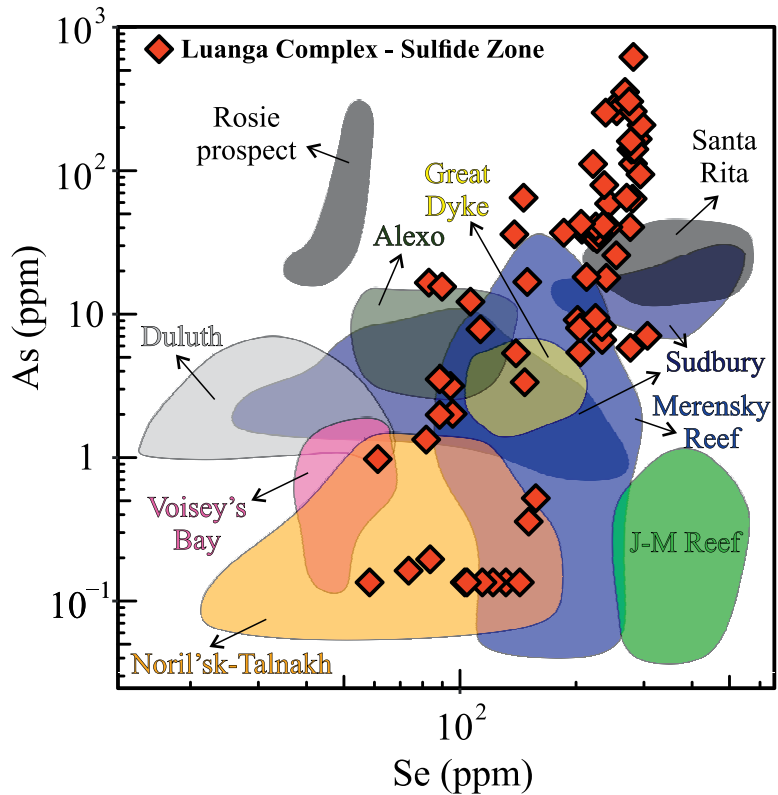 10³
Luanga Complex - Sulfide Zone
Rosie
prospect
Santa
Rita
10²
Great
Dyke
Alexo
10
Duluth
Sudbury
Merensky
Reef
1
Voisey's
Bay
J-M Reef
10⁻¹
Noril'sk-Talnakh
As (ppm)
10²
Se (ppm)